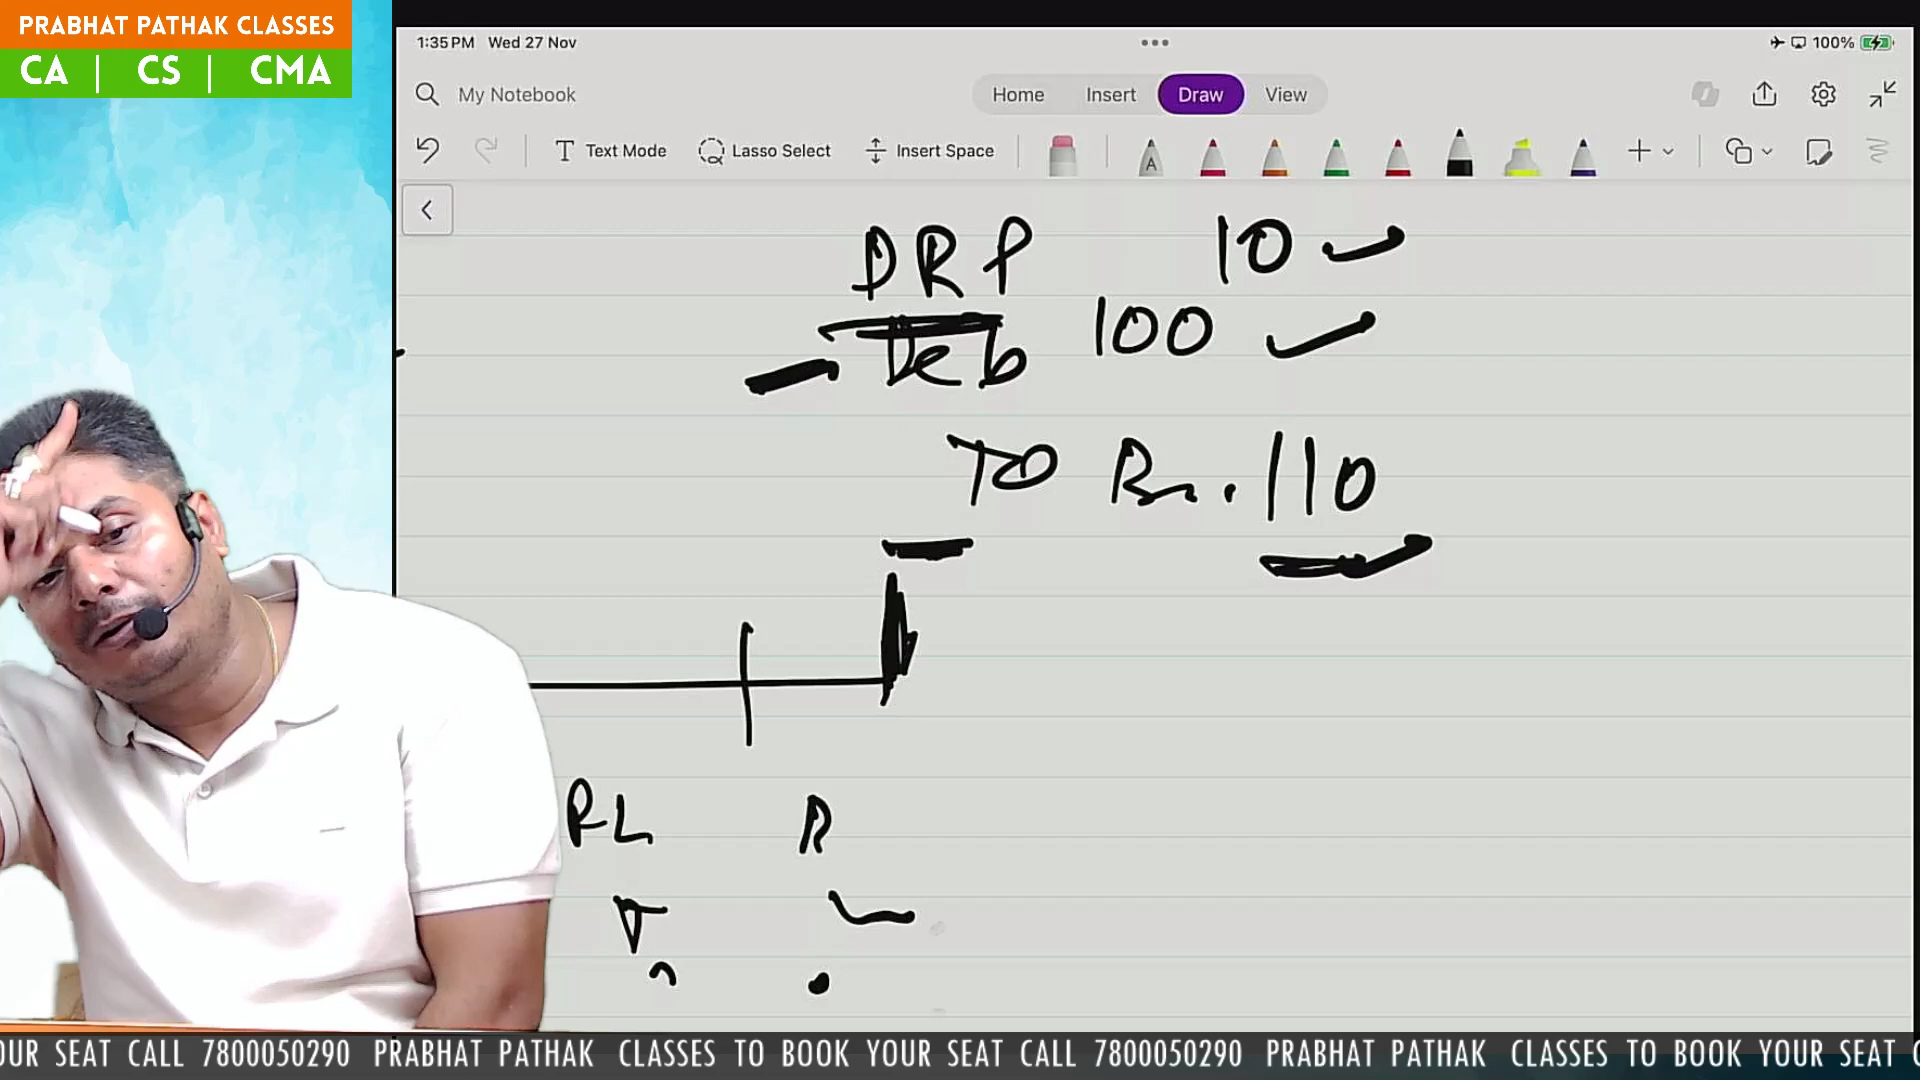 PRABHAT PATHAK CLASSES
CA | CS | CMA
1:35 PM Wed 27 Nov
100%
My Notebook
Home Insert Draw View
Text Mode Lasso Select Insert Space
A
DRP 10
Deb 100
TO Bn. 110
RL R
OUR SEAT CALL 7800050290 PRABHAT PATHAK CLASSES TO BOOK YOUR SEAT CALL 7800050290 PRABHAT PATHAK CLASSES TO BOOK YOUR SEAT C